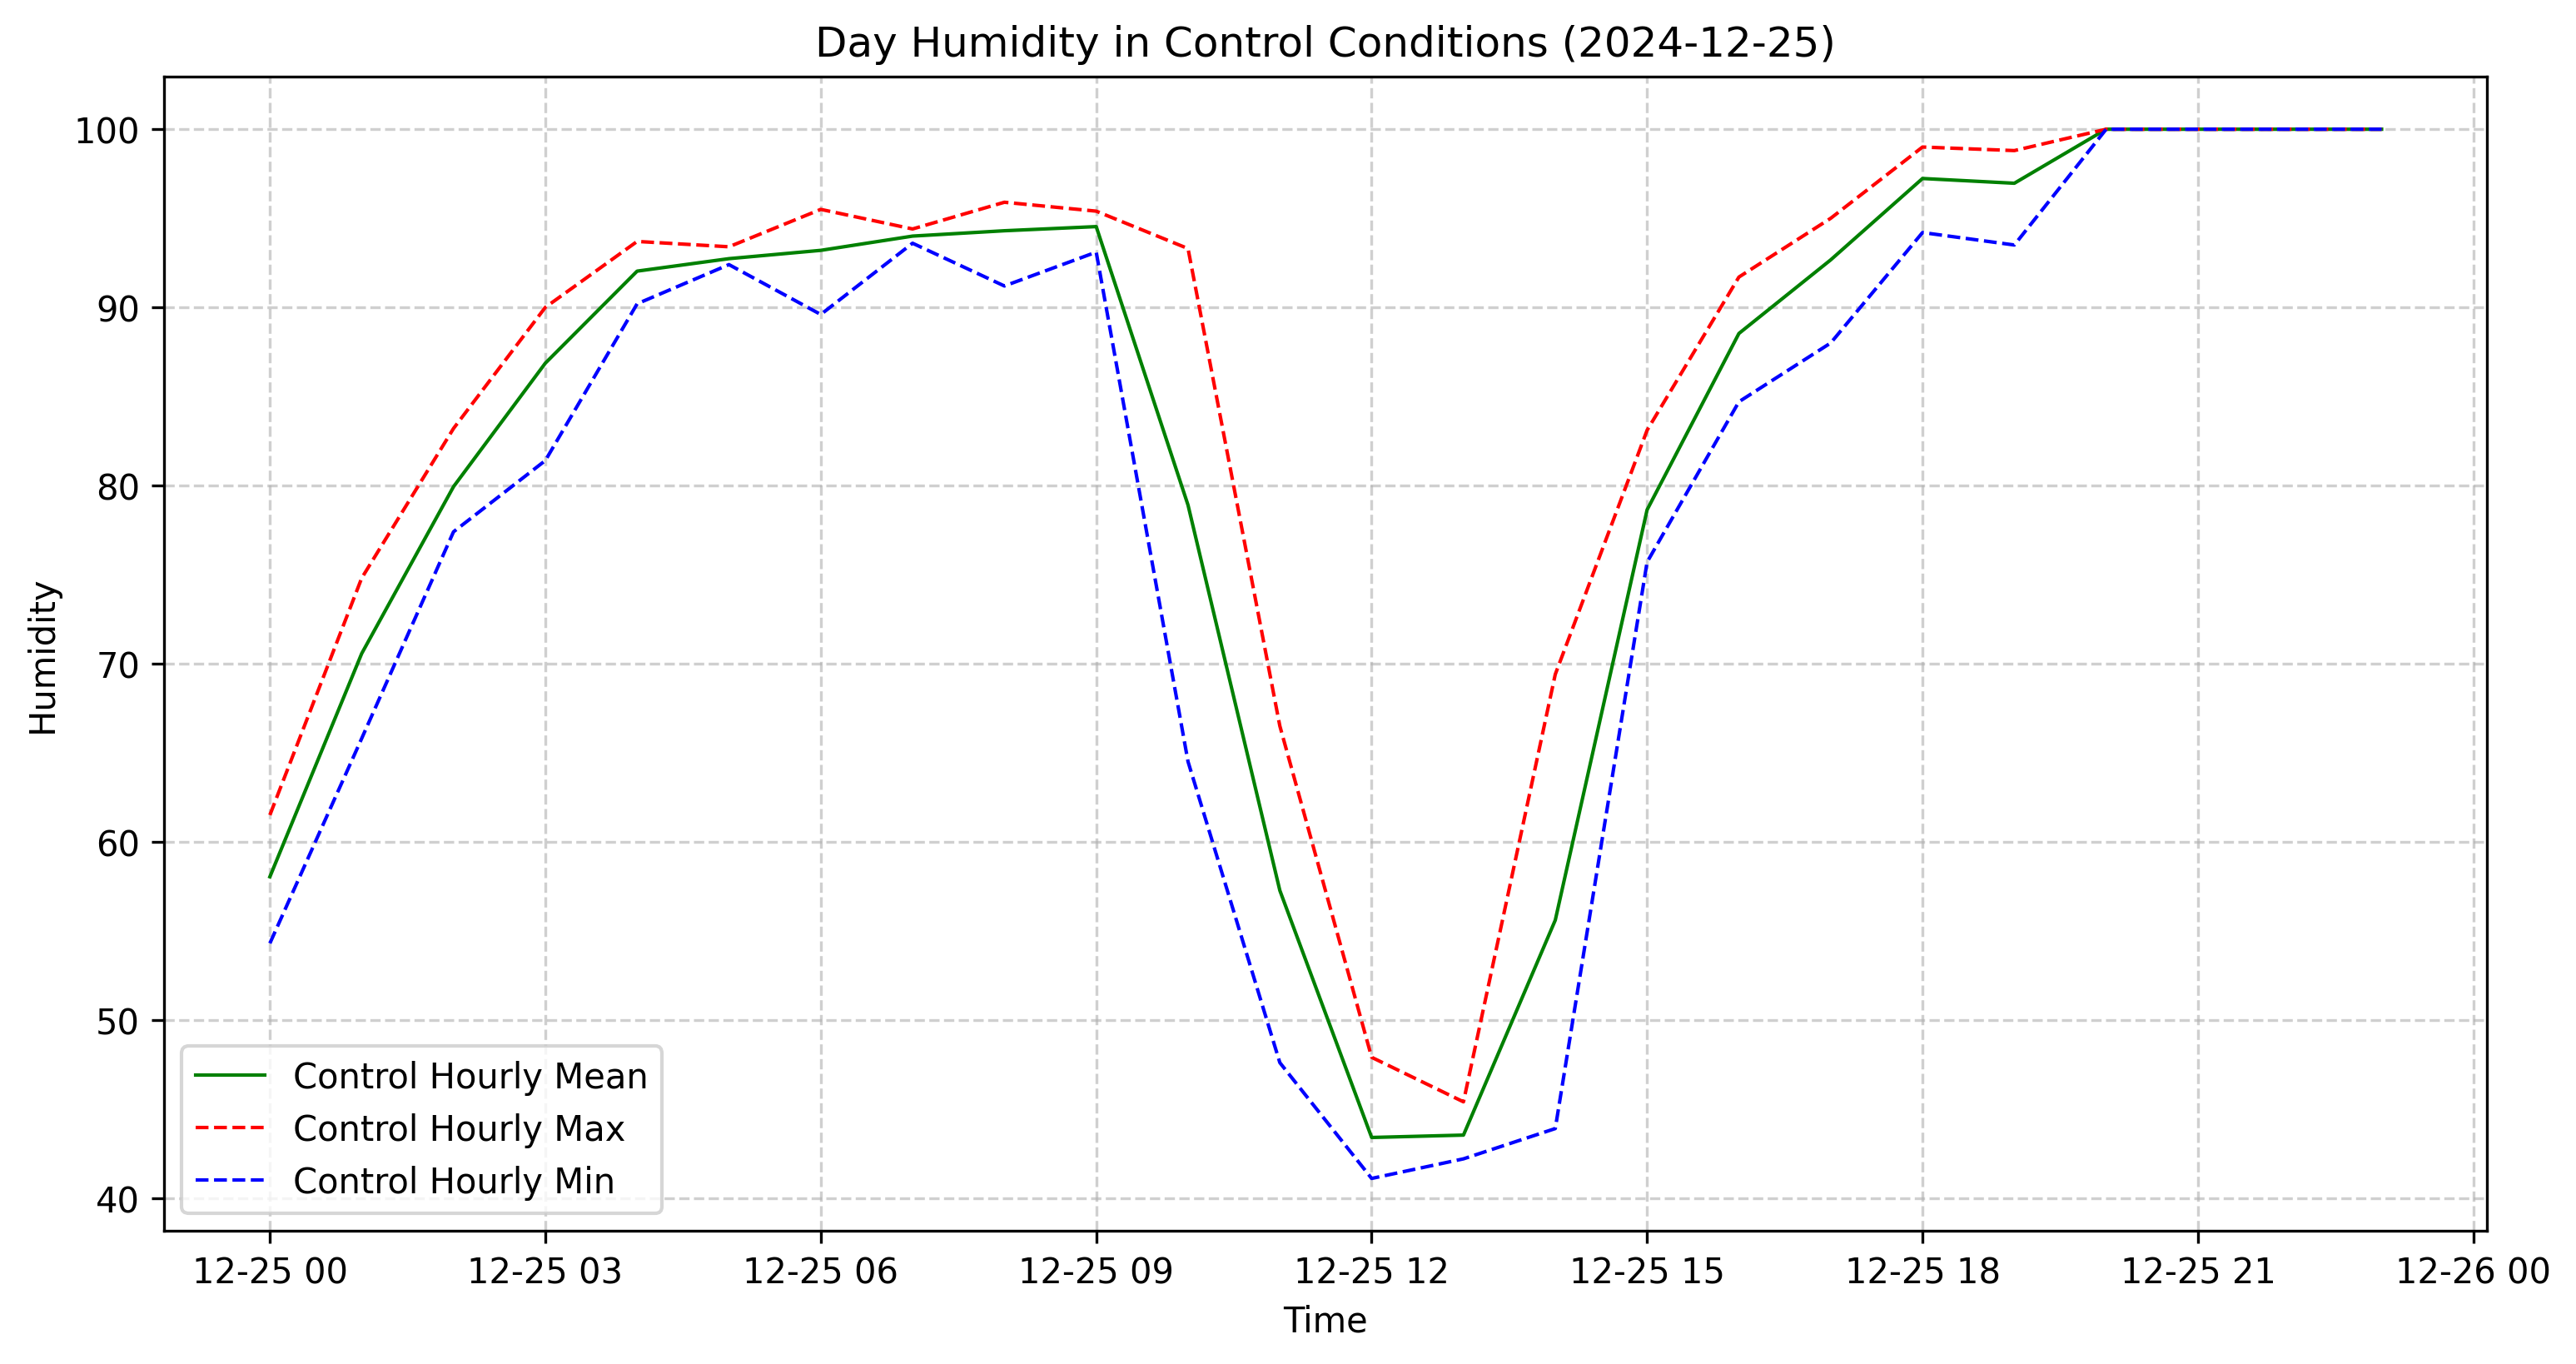 Day Humidity in Control Conditions (2024-12-25)
100
90
80
70
60
50
40
Humidity
Control Hourly Mean
Control Hourly Max
Control Hourly Min
12-25 00
12-25 03
12-25 06
12-25 09
12-25 12
12-25 15
12-25 18
12-25 21
12-26 00
Time